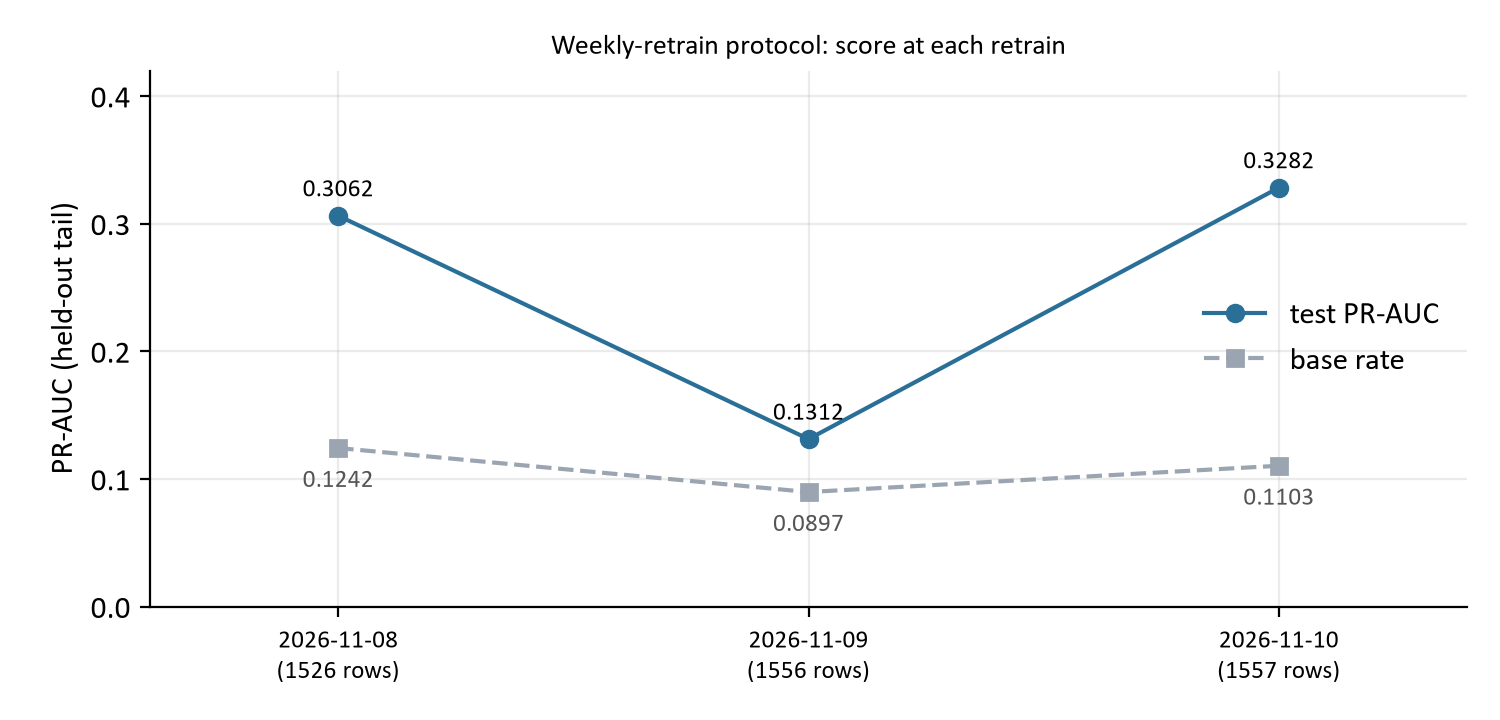 Weekly-retrain protocol: score at each retrain
PR-AUC (held-out tail)
0.4
0.3
0.2
0.1
0.0
0.3062
0.1312
0.3282
0.1242
0.0897
0.1103
test PR-AUC
base rate
2026-11-08
(1526 rows)
2026-11-09
(1556 rows)
2026-11-10
(1557 rows)